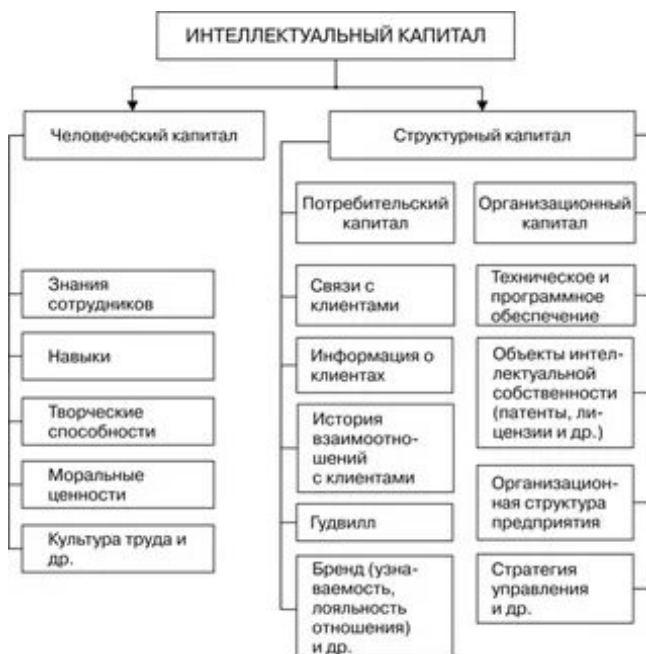 ИНТЕЛЛЕКТУАЛЬНЫЙ КАПИТАЛ
Человеческий капитал
Структурный капитал
Знания
сотрудников
Навыки
Творческие
способности
Моральные
ценности
Культура труда и
др.
Потребительский
капитал
Связи с
клиентами
Информация о
клиентах
История
взаимоотно-
шений
с клиентами
Гудвилл
Бренд (узна-
ваемость,
лояльность
отношения)
и др.
Организационный
капитал
Техническое и
программное
обеспечение
Объекты интел-
лектуальной
собственности
(патенты, ли-
цензии и др.)
Организацион-
ная структура
предприятия
Стратегия
управления
и др.